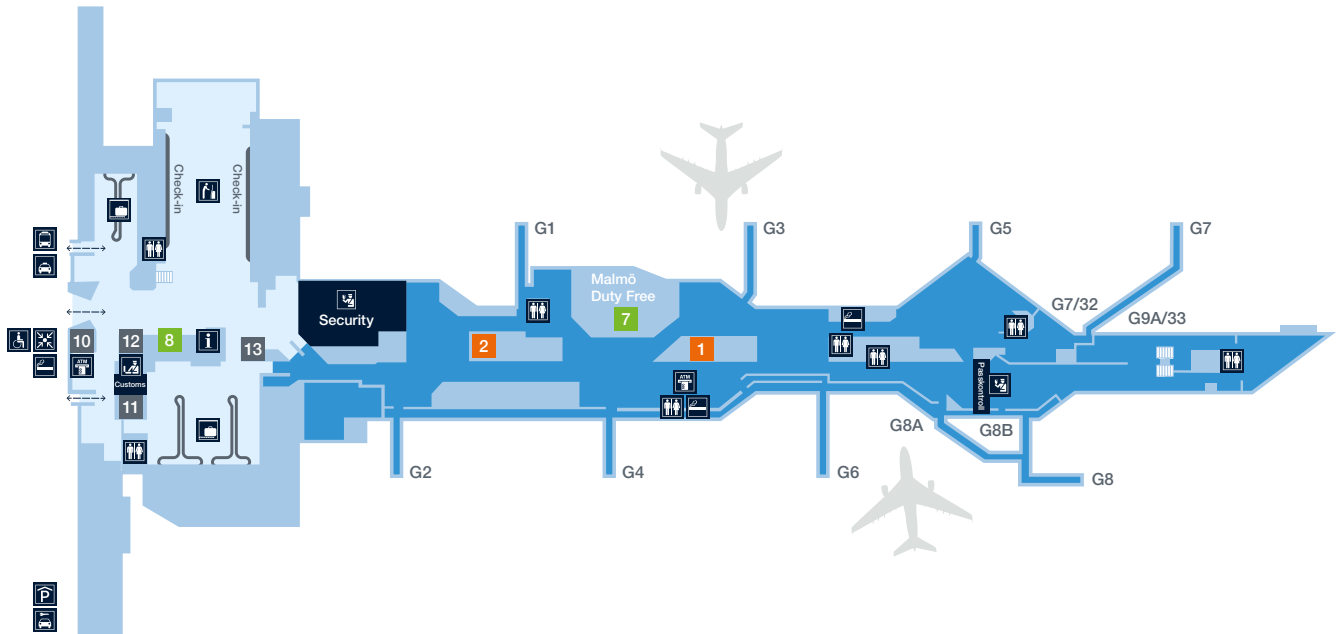 Check-in
Check-in
G1
G3
G5
G7
Malmö
Duty Free
7
G7/32
G9A/33
Security
10
12
8
i
13
2
1
ATM
ATM
Customs
11
Passkontroll
G8A
G8B
G2
G4
G6
G8
P